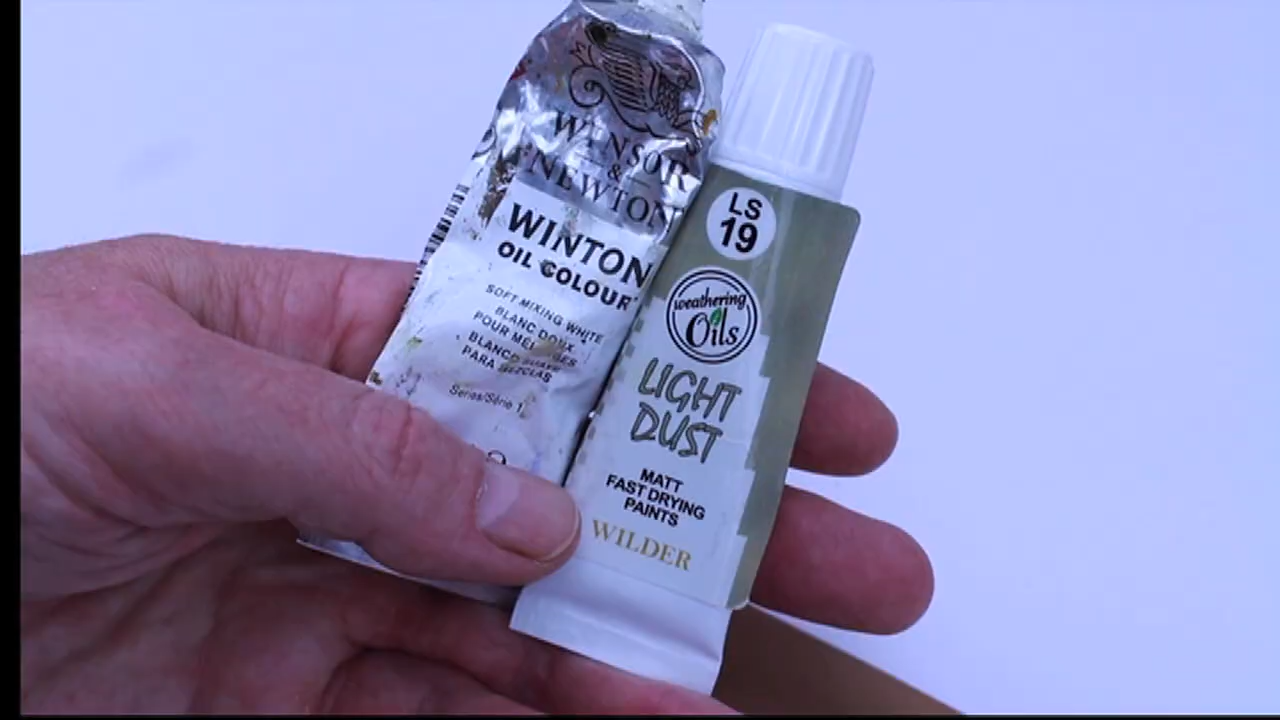 WINSOR
&
NEWTON
WINTON
OIL COLOUR
SOFT MIXING WHITE
BLANC DOUX
POUR MÉLANGES
BLANCO SUAVE
PARA MEZCLAS
Series/Série 1
LS
19
weathering
Oils
LIGHT
DUST
MATT
FAST DRYING
PAINTS
WILDER